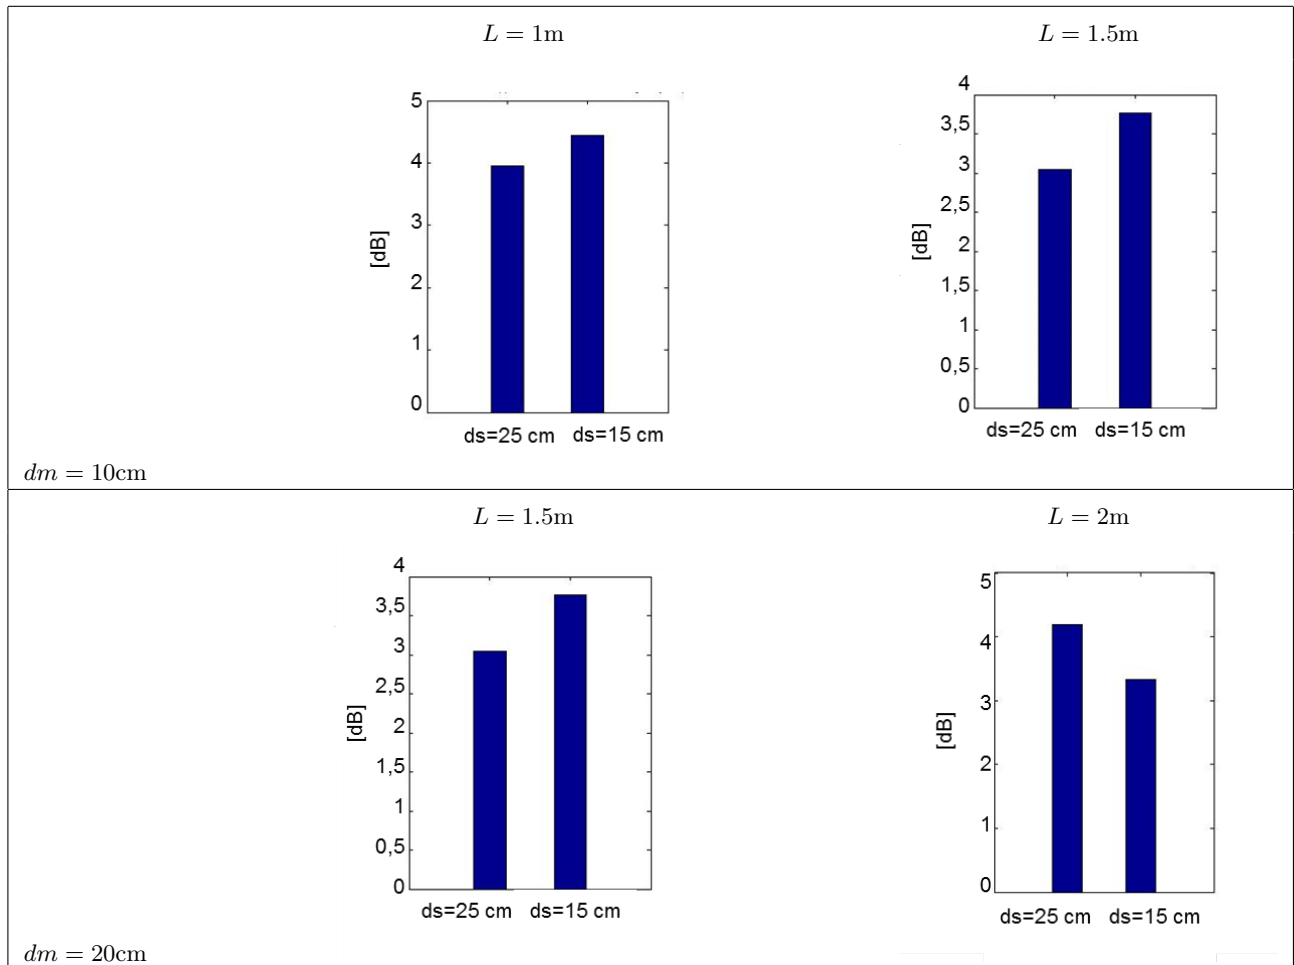 L = 1m
5
4
3
2
1
0
[dB]
ds=25 cm ds=15 cm
L = 1.5m
4
3,5
3
2,5
2
1,5
1
0,5
0
[dB]
ds=25 cm ds=15 cm
dm = 10cm
L = 1.5m
4
3,5
3
2,5
2
1,5
1
0,5
0
[dB]
ds=25 cm ds=15 cm
L = 2m
5
4
3
2
1
0
[dB]
ds=25 cm ds=15 cm
dm = 20cm